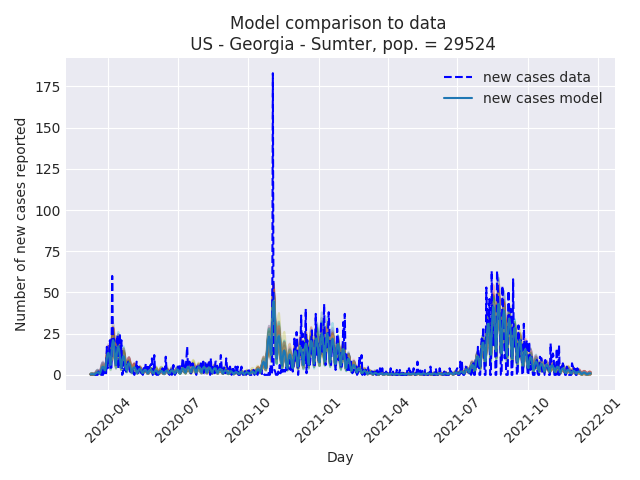 Model comparison to data
US - Georgia - Sumter, pop. = 29524
new cases data
new cases model
Number of new cases reported
175
150
125
100
75
50
25
0
2020-04
2020-07
2020-10
2021-01
2021-04
2021-07
2021-10
2022-01
Day